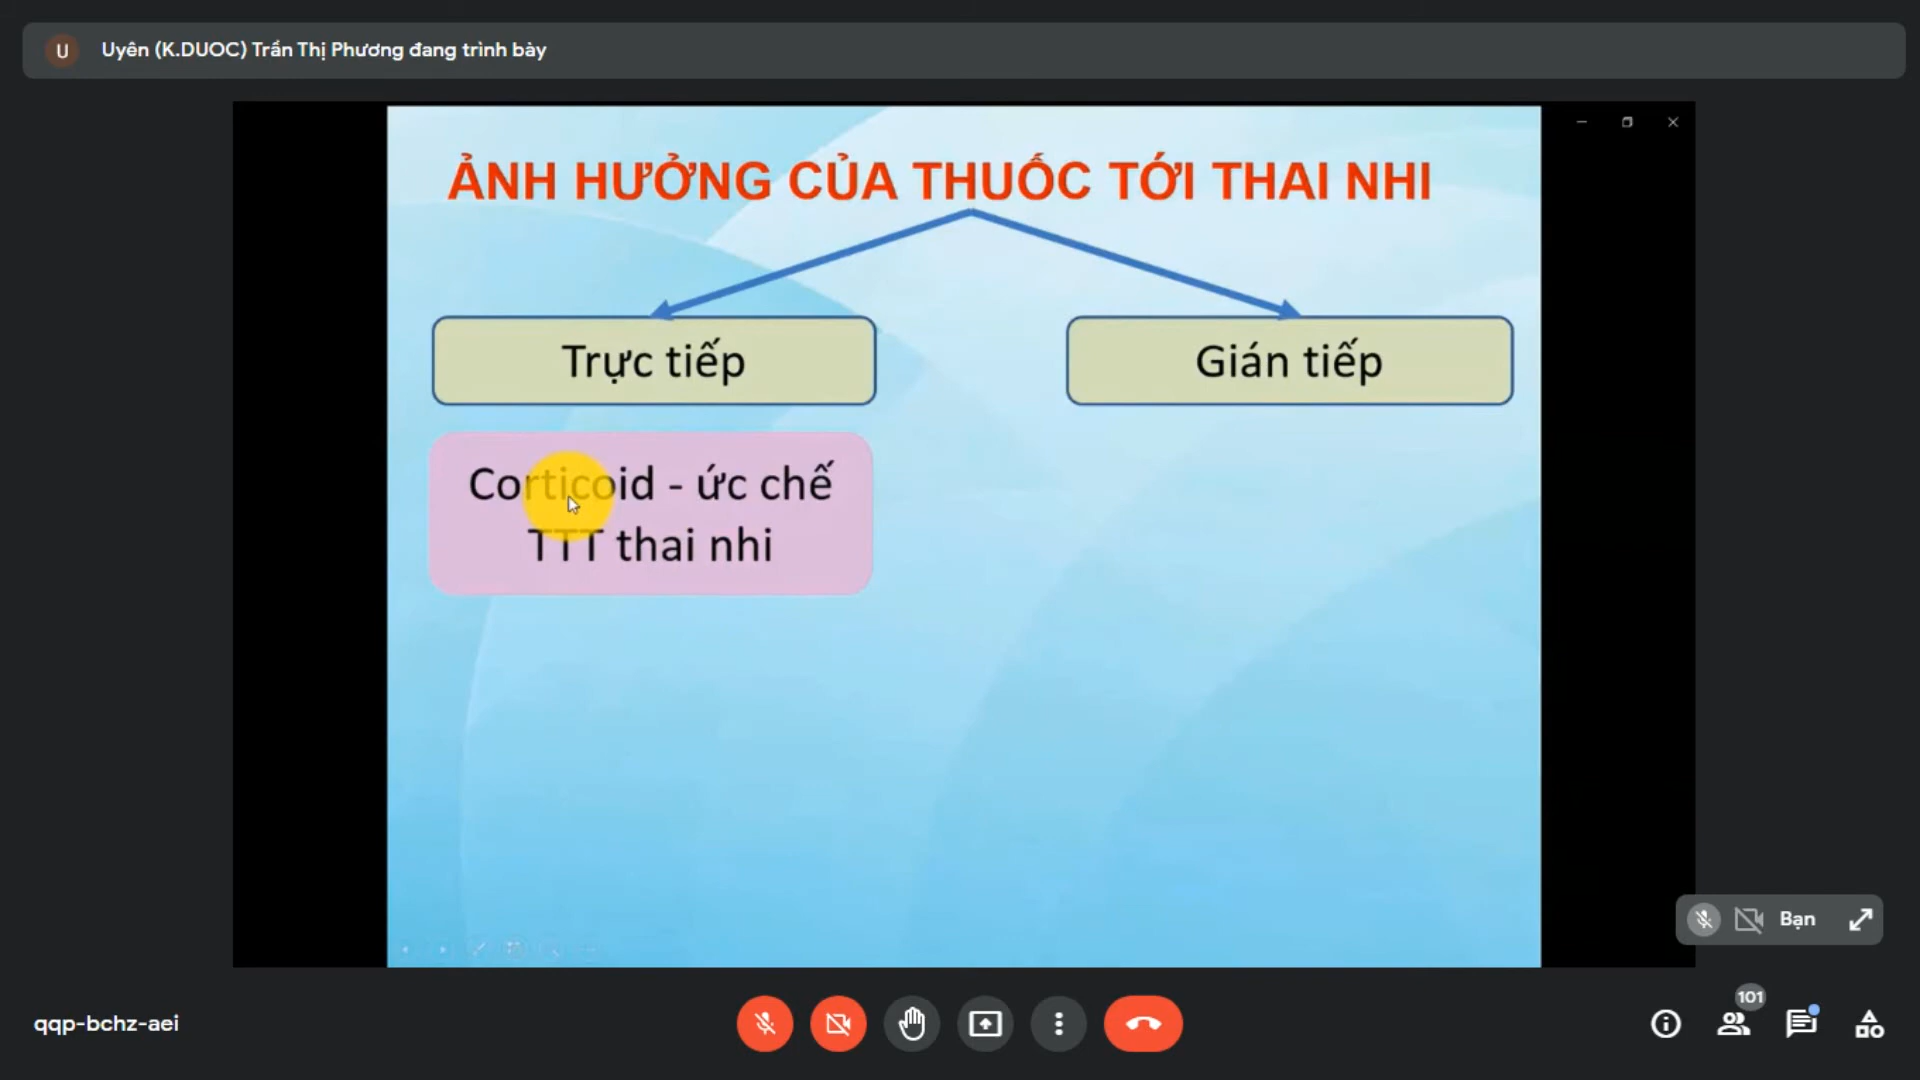 U
Uyên (K.DUOC) Trần Thị Phương đang trình bày
ẢNH HƯỞNG CỦA THUỐC TỚI THAI NHI
Trực tiếp
Gián tiếp
Corticoid - ức chế
TTT thai nhi
Bạn
qqp-bchz-aei
101